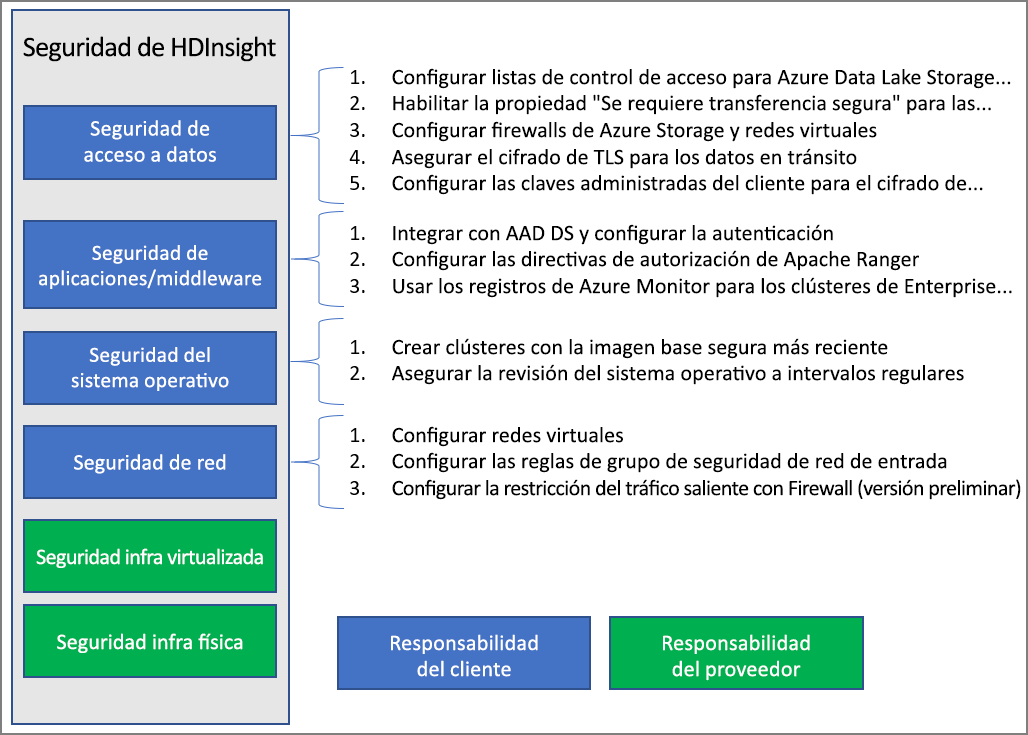 Seguridad de HDInsight
Seguridad de
acceso a datos
1. Configurar listas de control de acceso para Azure Data Lake Storage...
2. Habilitar la propiedad "Se requiere transferencia segura" para las...
3. Configurar firewalls de Azure Storage y redes virtuales
4. Asegurar el cifrado de TLS para los datos en tránsito
5. Configurar las claves administradas del cliente para el cifrado de...
Seguridad de
aplicaciones/middleware
1. Integrar con AAD DS y configurar la autenticación
2. Configurar las directivas de autorización de Apache Ranger
3. Usar los registros de Azure Monitor para los clústeres de Enterprise...
Seguridad del
sistema operativo
1. Crear clústeres con la imagen base segura más reciente
2. Asegurar la revisión del sistema operativo a intervalos regulares
Seguridad de red
1. Configurar redes virtuales
2. Configurar las reglas de grupo de seguridad de red de entrada
3. Configurar la restricción del tráfico saliente con Firewall (versión preliminar)
Seguridad infra virtualizada
Seguridad infra física
Responsabilidad
del cliente
Responsabilidad
del proveedor